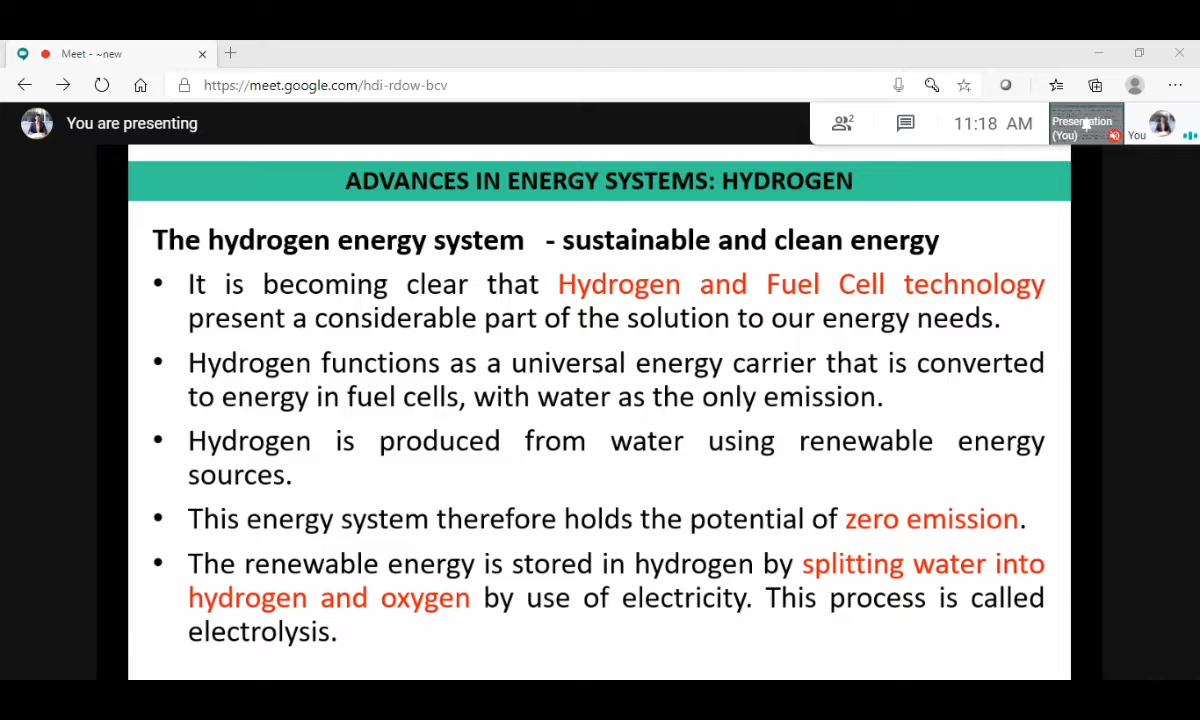 Meet - ~new
https://meet.google.com/hdi-rdow-bcv
You are presenting
2
11:18 AM
Presentation
(You)
You
ADVANCES IN ENERGY SYSTEMS: HYDROGEN
The hydrogen energy system - sustainable and clean energy
• It is becoming clear that Hydrogen and Fuel Cell technology
present a considerable part of the solution to our energy needs.
• Hydrogen functions as a universal energy carrier that is converted
to energy in fuel cells, with water as the only emission.
• Hydrogen is produced from water using renewable energy
sources.
• This energy system therefore holds the potential of zero emission.
• The renewable energy is stored in hydrogen by splitting water into
hydrogen and oxygen by use of electricity. This process is called
electrolysis.